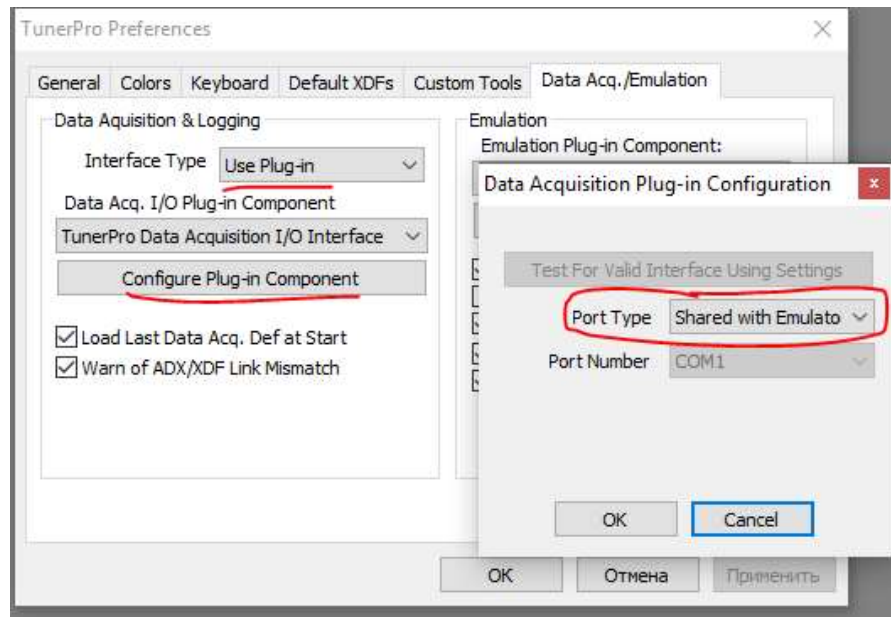 TunerPro Preferences
General
Colors
Keyboard
Default XDFs
Custom Tools
Data Acq./Emulation
Data Aquisition & Logging
Interface Type
Use Plug-in
Data Acq. I/O Plug-in Component
TunerPro Data Acquisition I/O Interface
Configure Plug-in Component
Load Last Data Acq. Def at Start
Warn of ADX/XDF Link Mismatch
Emulation
Emulation Plug-in Component:
Data Acquisition Plug-in Configuration
x
Test For Valid Interface Using Settings
Port Type
Shared with Emulato
Port Number
COM1
OK
Cancel
OK
Отмена
Применить